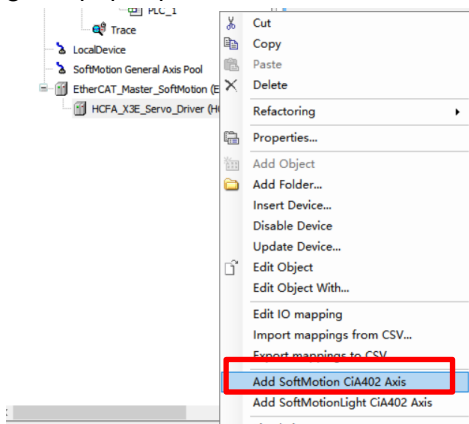 PLC_1
Trace
LocalDevice
SoftMotion General Axis Pool
EtherCAT_Master_SoftMotion (E
HCFA_X3E_Servo_Driver (H
Cut
Copy
Paste
Delete
Refactoring
Properties...
Add Object
Add Folder...
Insert Device...
Disable Device
Update Device...
Edit Object
Edit Object With...
Edit IO mapping
Import mappings from CSV...
Export mappings to CSV
Add SoftMotion CiA402 Axis
Add SoftMotionLight CiA402 Axis